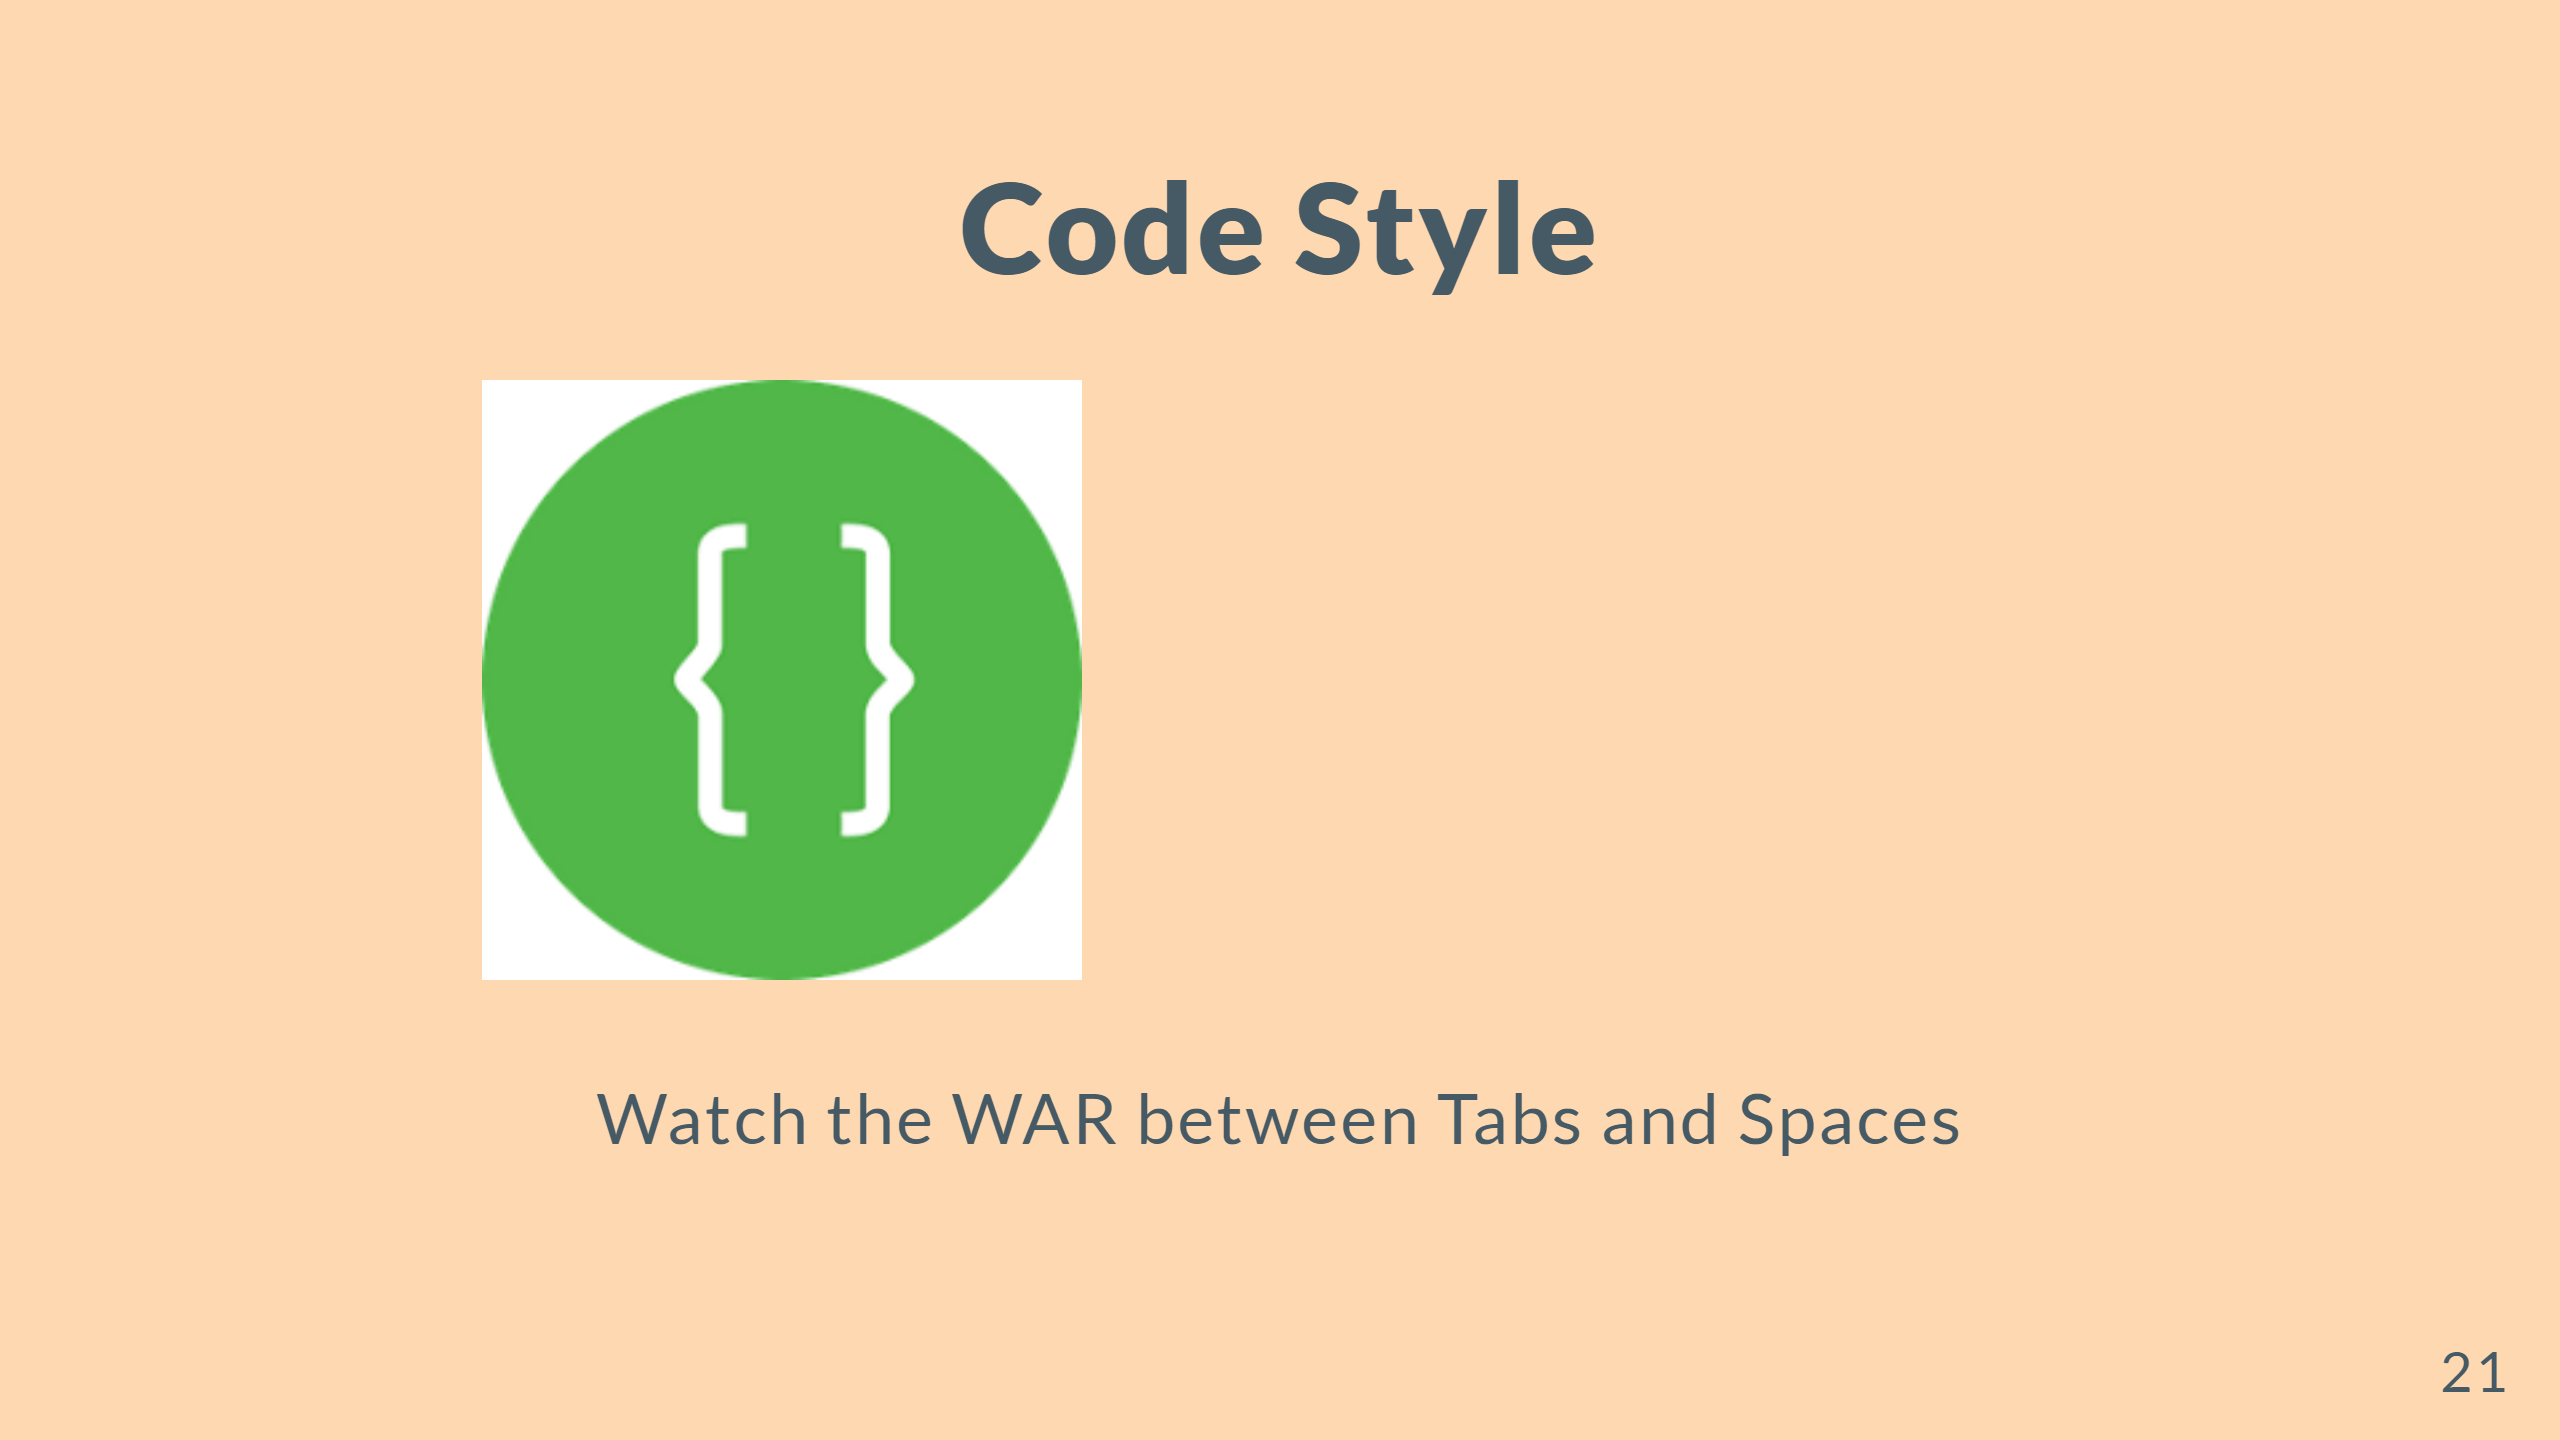 Code Style
{ }
Watch the WAR between Tabs and Spaces
21